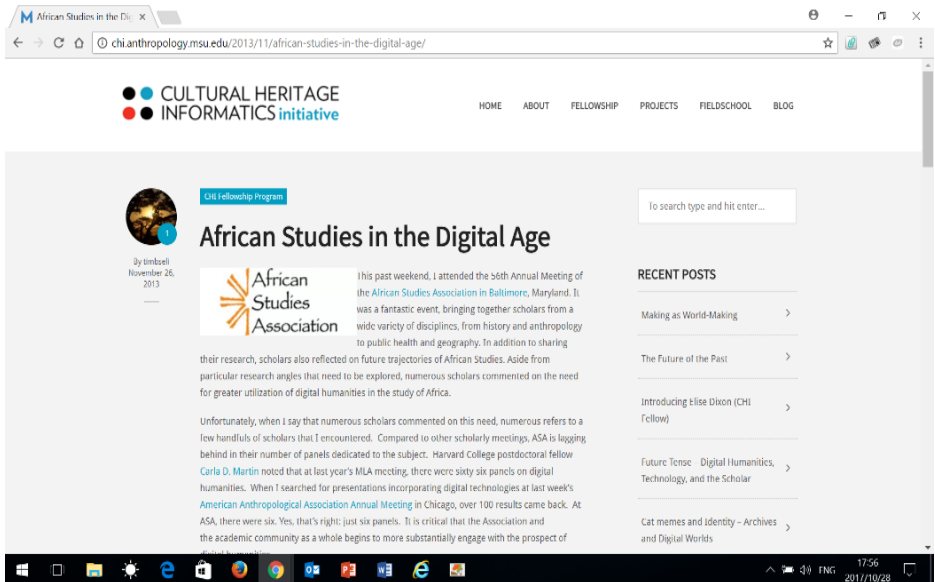 African Studies in the Dig
chi.anthropology.msu.edu/2013/11/african-studies-in-the-digital-age/
CULTURAL HERITAGE
INFORMATICS initiative
HOME ABOUT FELLOWSHIP PROJECTS FIELDSCHOOL BLOG
CHI Fellowship Program
1
African Studies in the Digital Age
By timbseli
November 26,
2013
African
Studies
Association
This past weekend, I attended the 56th Annual Meeting of
the African Studies Association in Baltimore, Maryland. It
was a fantastic event, bringing together scholars from a
wide variety of disciplines, from history and anthropology
to public health and geography. In addition to sharing
their research, scholars also reflected on future trajectories of African Studies. Aside from
particular research angles that need to be explored, numerous scholars commented on the need
for greater utilization of digital humanities in the study of Africa.
Unfortunately, when I say that numerous scholars commented on this need, numerous refers to a
few handfuls of scholars that I encountered. Compared to other scholarly meetings, ASA is lagging
behind in their number of panels dedicated to the subject. Harvard College postdoctoral fellow
Carla D. Martin noted that at last year's MLA meeting, there were sixty six panels on digital
humanities. When I searched for presentations incorporating digital technologies at last week's
American Anthropological Association Annual Meeting in Chicago, over 100 results came back. At
ASA, there were six. Yes, that's right: just six panels. It is critical that the Association and
the academic community as a whole begins to more substantially engage with the prospect of
digital humanities
To search type and hit enter...
RECENT POSTS
Making as World-Making
The Future of the Past
Introducing Elise Dixon (CHI
Fellow)
Future Tense Digital Humanities,
Technology, and the Scholar
Cat memes and Identity – Archives
and Digital Worlds
ENG
17:56
2017/10/28